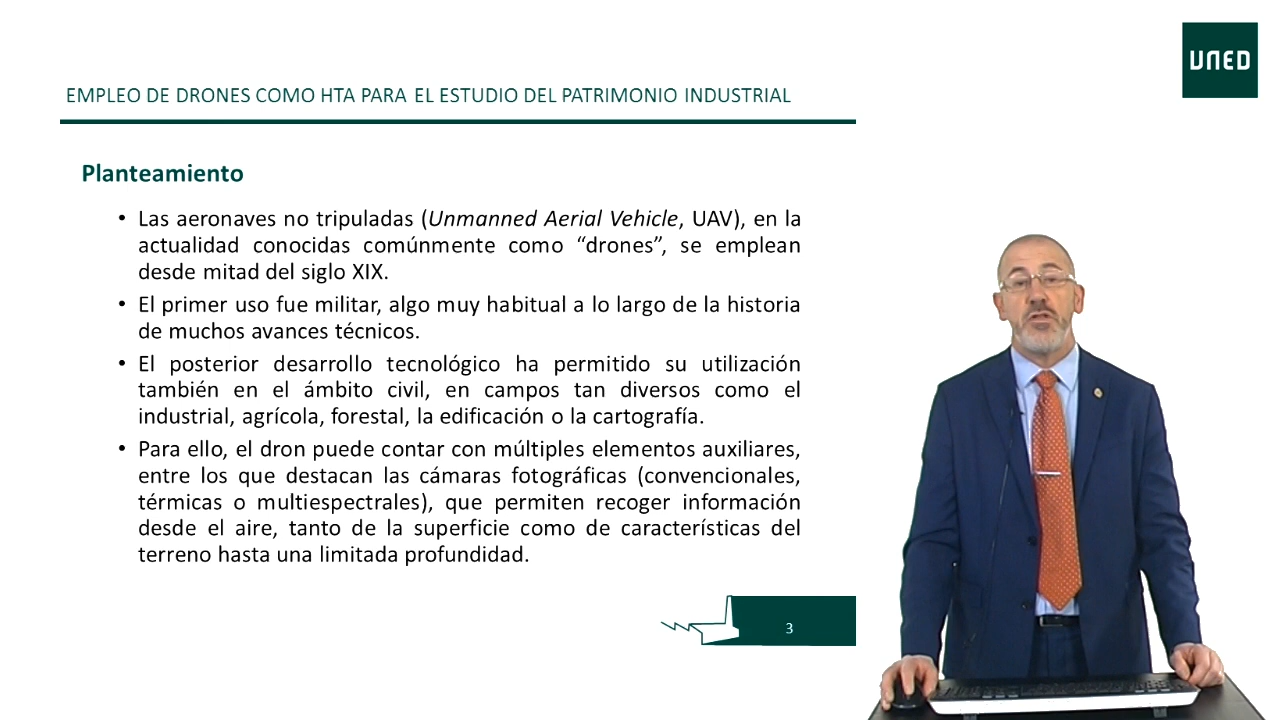 UNED
EMPLEO DE DRONES COMO HTA PARA EL ESTUDIO DEL PATRIMONIO INDUSTRIAL
Planteamiento
• Las aeronaves no tripuladas (Unmanned Aerial Vehicle, UAV), en la
actualidad conocidas comúnmente como “drones”, se emplean
desde mitad del siglo XIX.
• El primer uso fue militar, algo muy habitual a lo largo de la historia
de muchos avances técnicos.
• El posterior desarrollo tecnológico ha permitido su utilización
también en el ámbito civil, en campos tan diversos como el
industrial, agrícola, forestal, la edificación o la cartografía.
• Para ello, el dron puede contar con múltiples elementos auxiliares,
entre los que destacan las cámaras fotográficas (convencionales,
térmicas o multiespectrales), que permiten recoger información
desde el aire, tanto de la superficie como de características del
terreno hasta una limitada profundidad.
3